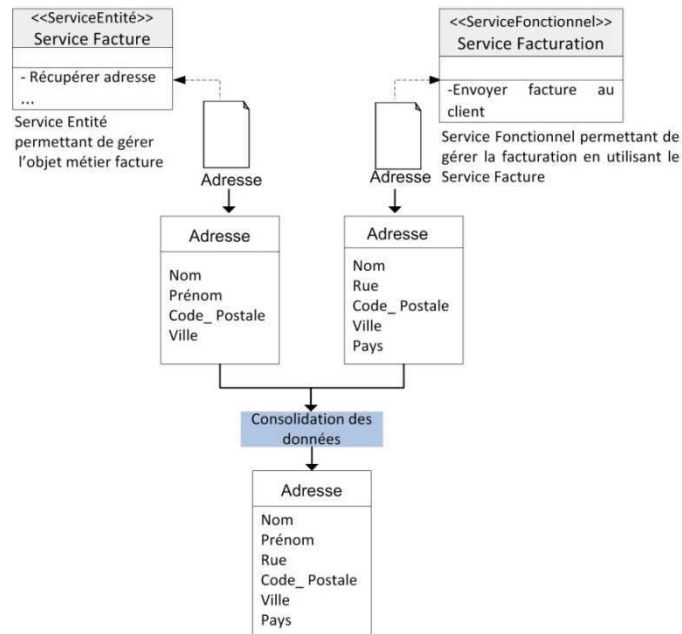 <<ServiceEntité>>
Service Facture
- Récupérer adresse
...
Service Entité
permettant de gérer
l'objet métier facture
<<ServiceFonctionnel>>
Service Facturation
-Envoyer facture au
client
Service Fonctionnel permettant de
gérer la facturation en utilisant le
Service Facture
Adresse
Adresse
Adresse
Nom
Prénom
Code_ Postale
Ville
Adresse
Nom
Rue
Code_ Postale
Ville
Pays
Consolidation des
données
Adresse
Nom
Prénom
Rue
Code_ Postale
Ville
Pays